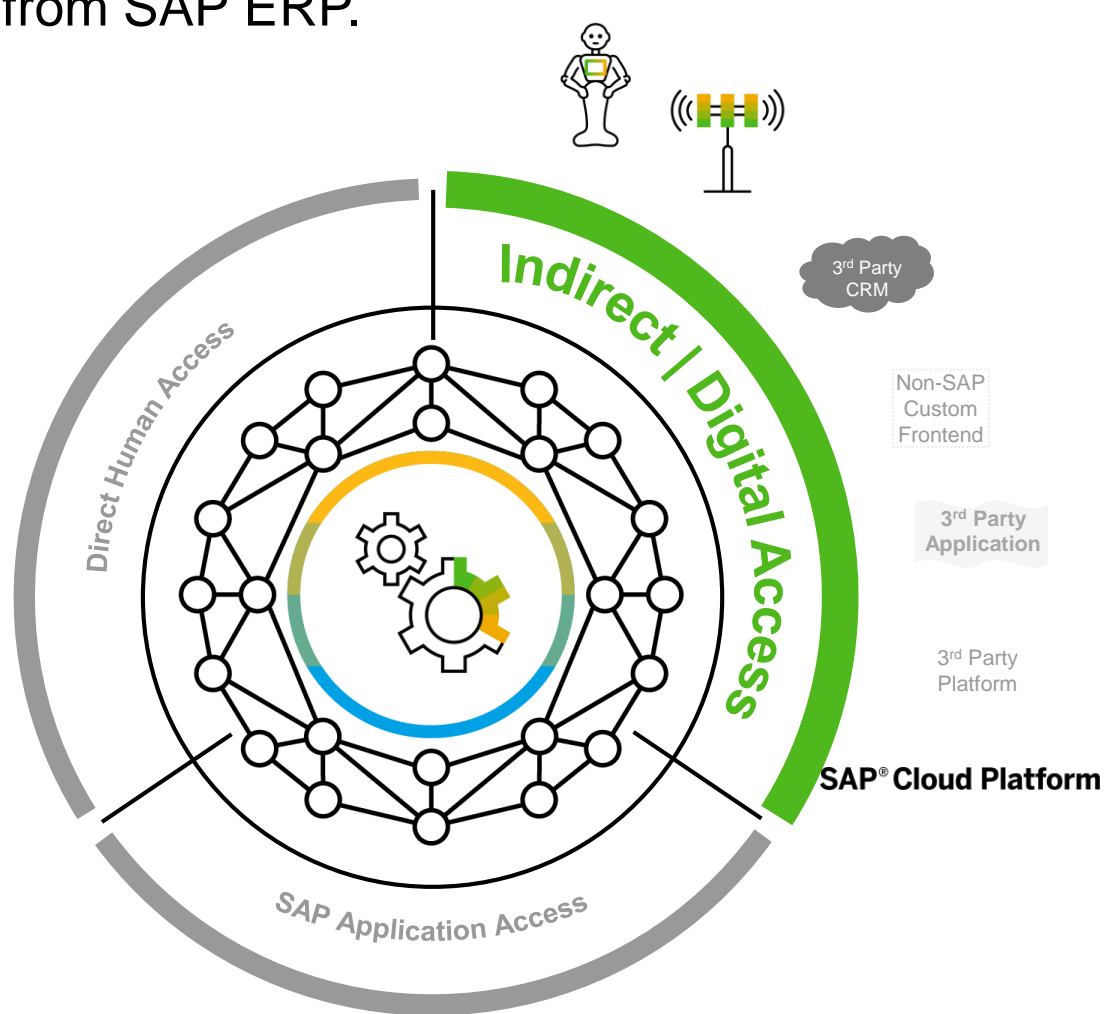 from SAP ERP.
Indirect | Digital Access
Direct Human Access
SAP Application Access
3rd Party
CRM
Non-SAP
Custom
Frontend
3rd Party
Application
3rd Party
Platform
SAP® Cloud Platform